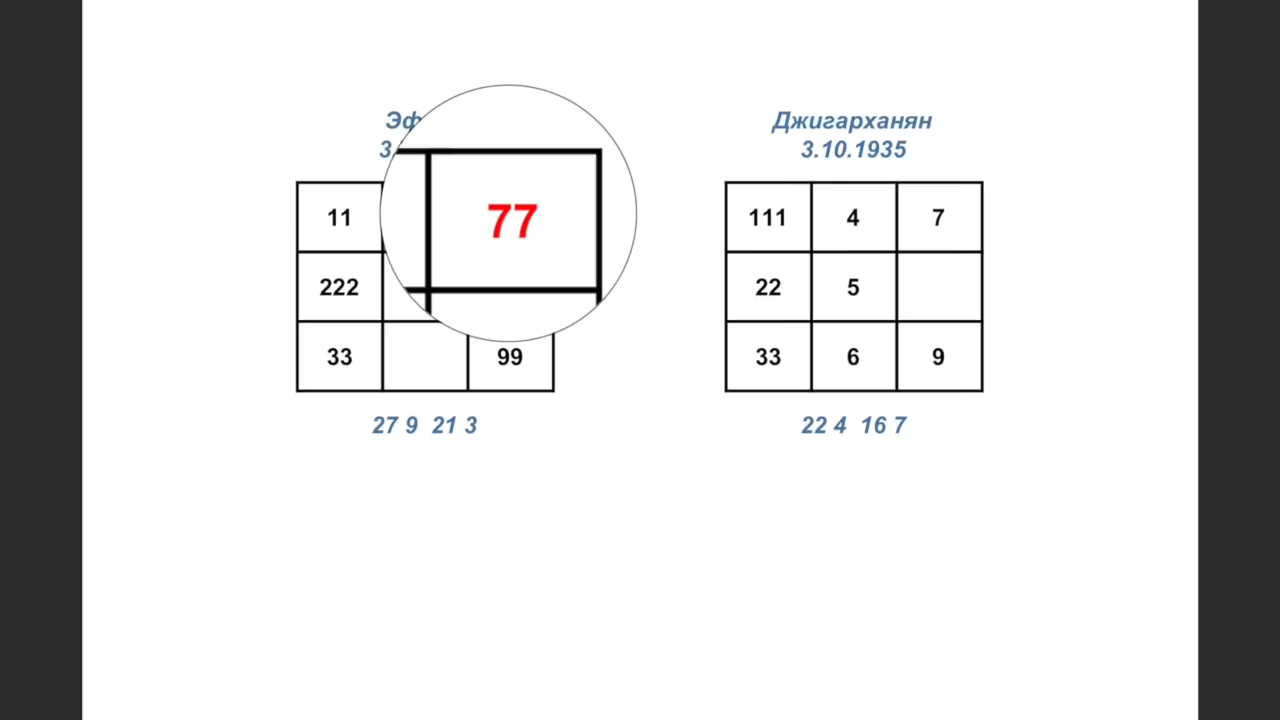 Эф
3.
77
11
222
33 99
27 9 21 3
Джигарханян
3.10.1935
111 4 7
22 5
33 6 9
22 4 16 7